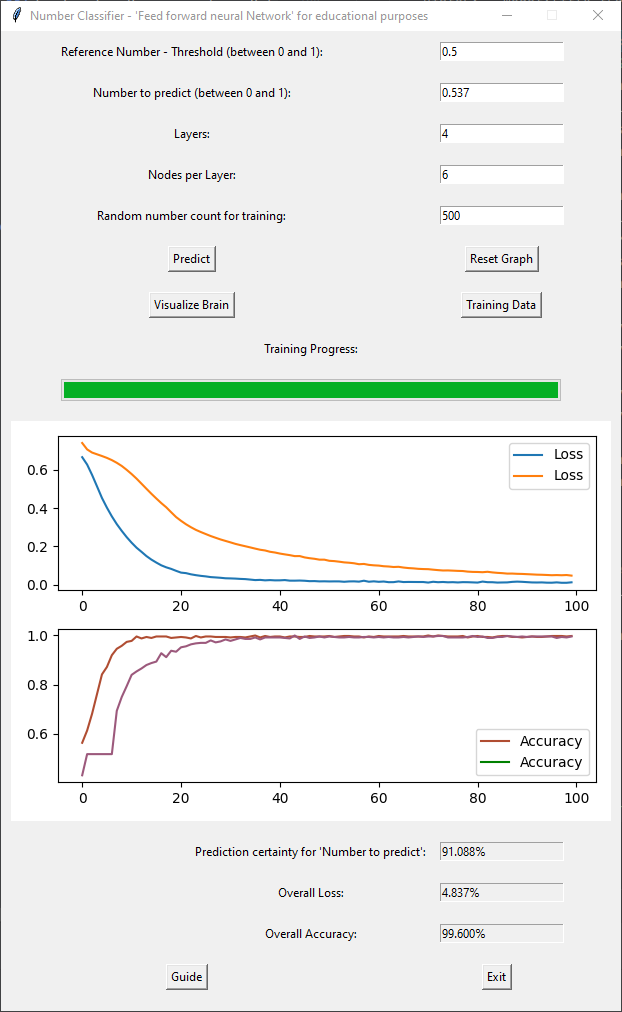 Number Classifier - 'Feed forward neural Network' for educational purposes
Reference Number - Threshold (between 0 and 1): 0.5
Number to predict (between 0 and 1): 0.537
Layers: 4
Nodes per Layer: 6
Random number count for training: 500
Predict Reset Graph
Visualize Brain Training Data
Training Progress:
Loss
Loss
0.6
0.4
0.2
0.0
0 20 40 60 80 100
1.0
0.8
0.6
Accuracy
Accuracy
0 20 40 60 80 100
Prediction certainty for 'Number to predict': 91.088%
Overall Loss: 4.837%
Overall Accuracy: 99.600%
Guide Exit